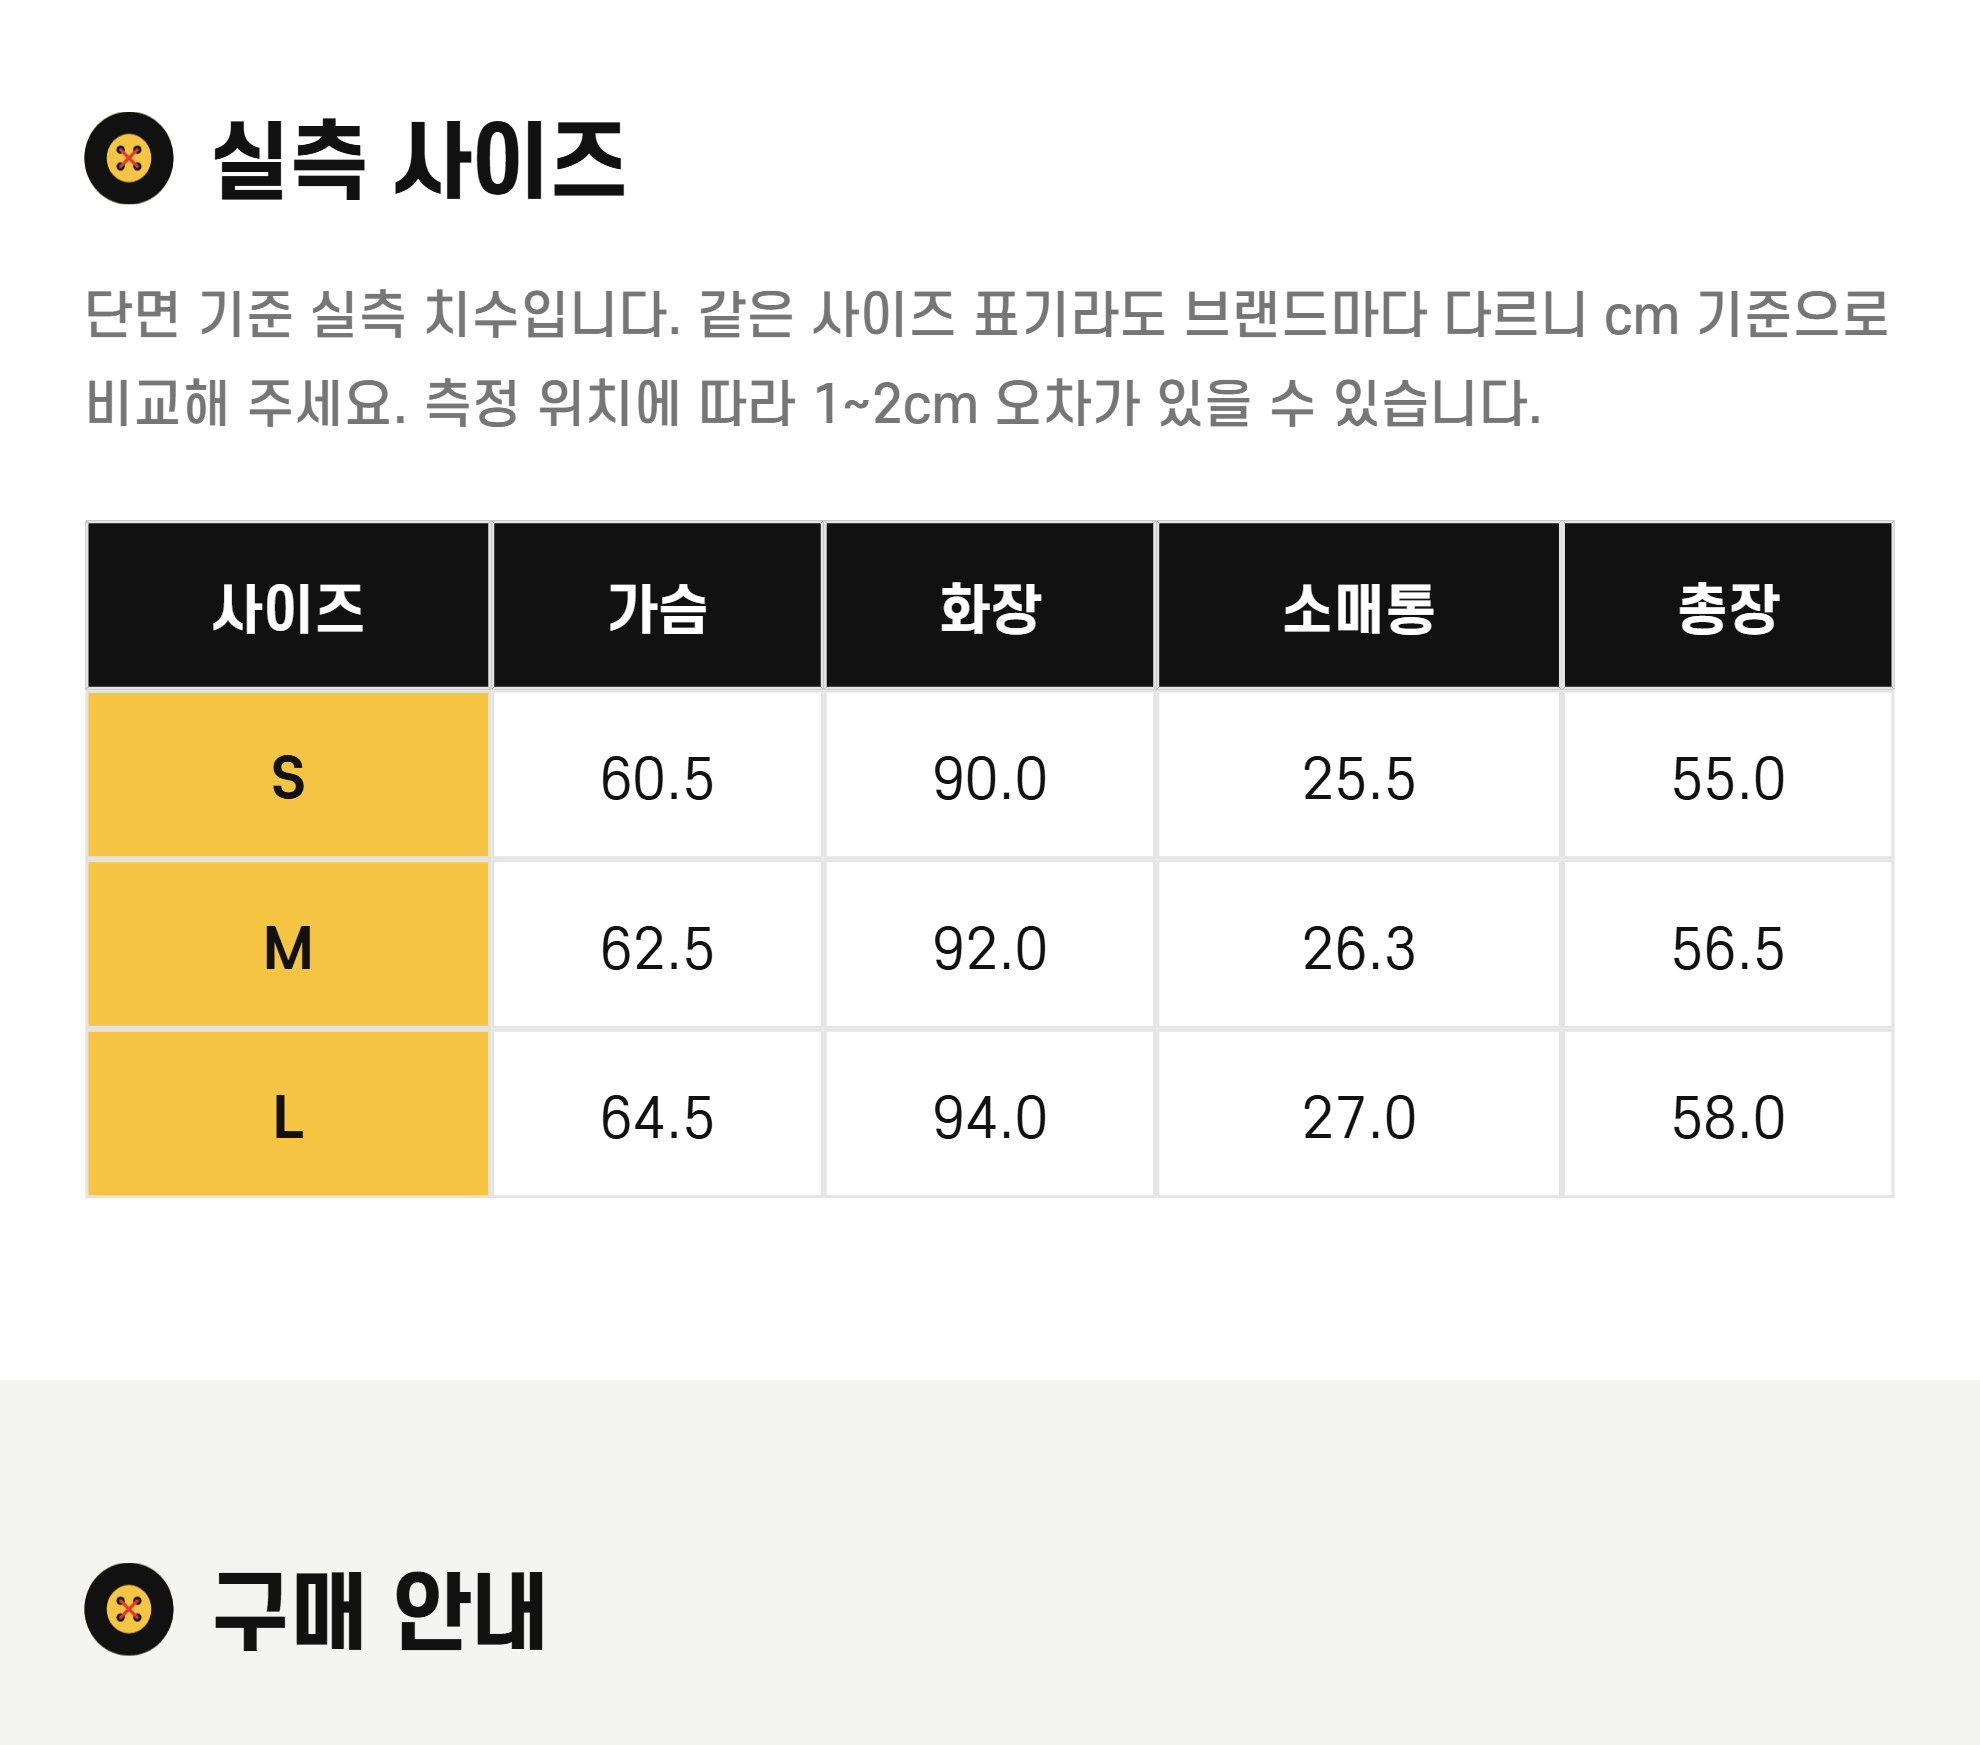 실측 사이즈
단면 기준 실측 치수입니다. 같은 사이즈 표기라도 브랜드마다 다르니 cm 기준으로
비교해 주세요. 측정 위치에 따라 1~2cm 오차가 있을 수 있습니다.
사이즈 가슴 화장 소매통 총장
S 60.5 90.0 25.5 55.0
M 62.5 92.0 26.3 56.5
L 64.5 94.0 27.0 58.0
구매 안내